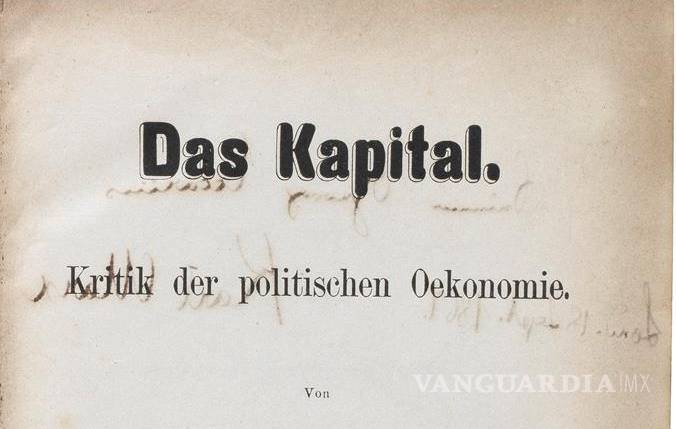 Das Kapital.
Kritik der politischen Oekonomie.
Von
VANGUARDIA|MX